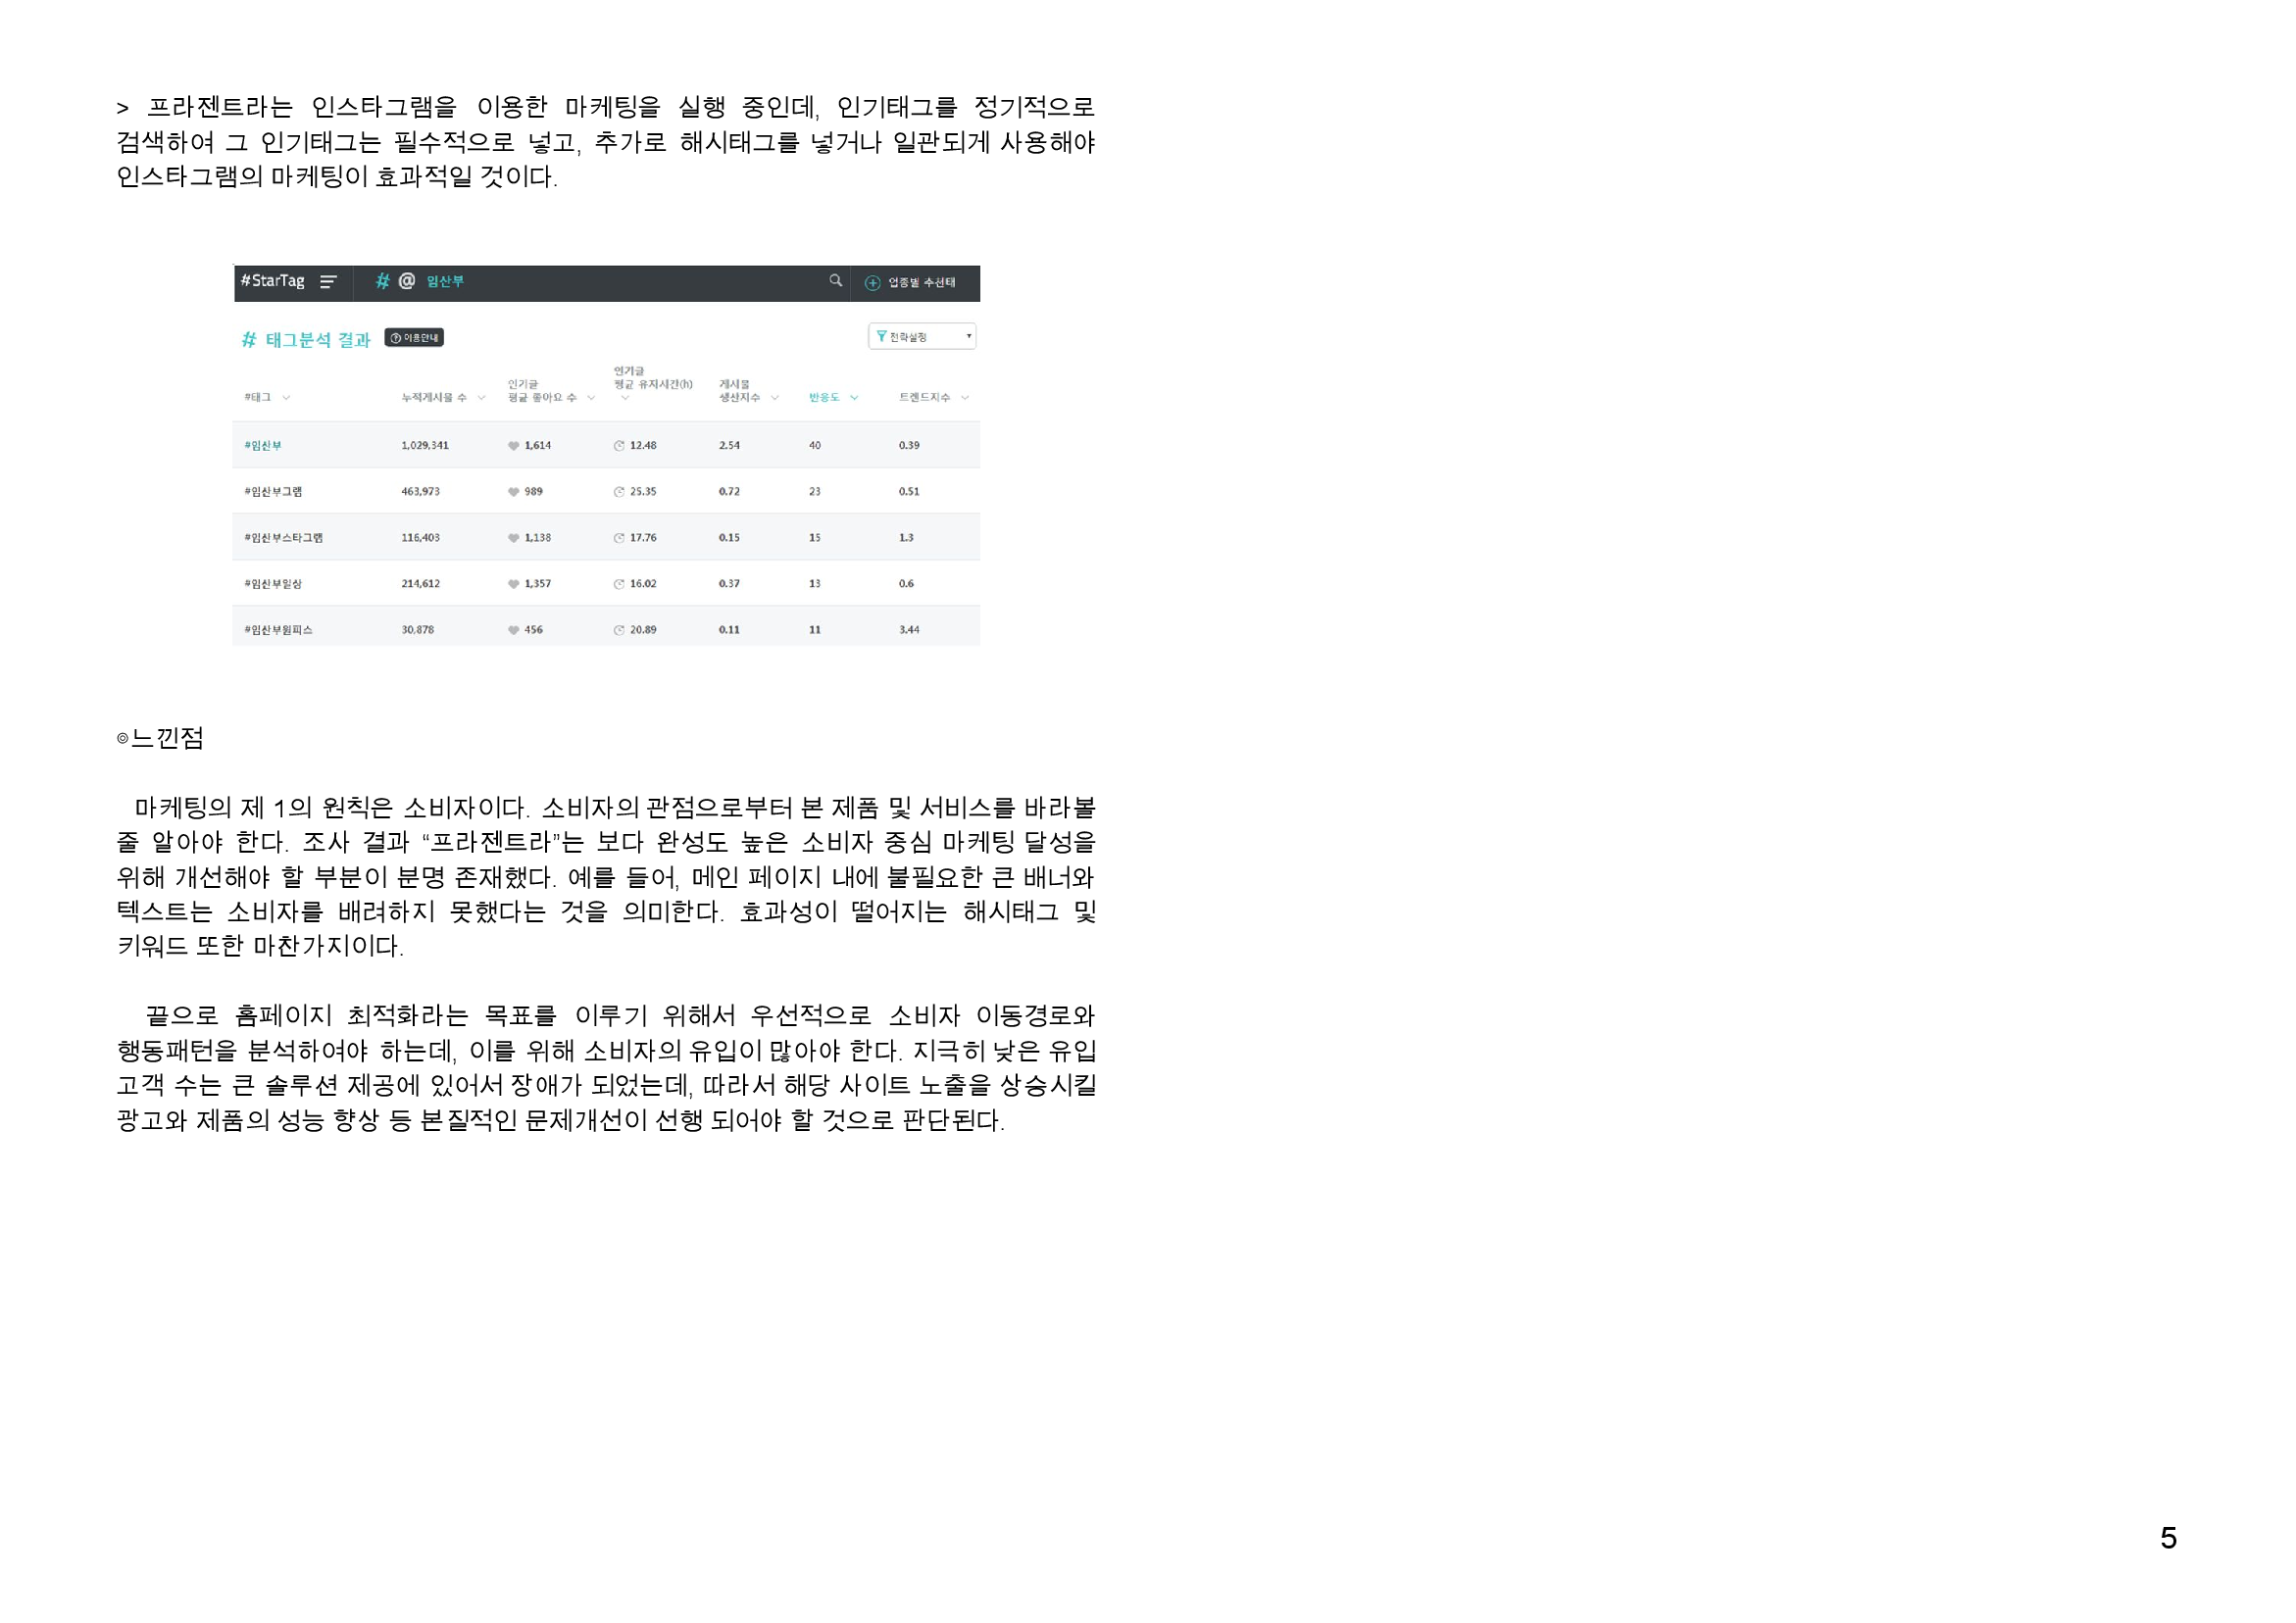 > 프라젠트라는 인스타그램을 이용한 마케팅을 실행 중인데, 인기태그를 정기적으로
검색하여 그 인기태그는 필수적으로 넣고, 추가로 해시태그를 넣거나 일관되게 사용해야
인스타그램의 마케팅이 효과적일 것이다.
#StarTag # @ 임산부 업종별 추천태
# 태그분석 결과 이용안내 전략설정
#태그 누적게시물 수 인기글 평균 좋아요 수 인기글 평균 유지시간(h) 게시물 생산지수 반응도 트렌드지수
#임산부 1,029,341 1,614 12.48 2.54 40 0.39
#임산부그램 463,973 989 25.35 0.72 23 0.51
#임산부스타그램 116,403 1,138 17.76 0.15 15 1.3
#임산부일상 214,612 1,357 16.02 0.37 13 0.6
#임산부원피스 30,878 456 20.89 0.11 11 3.44
◎느낀점
마케팅의 제 1의 원칙은 소비자이다. 소비자의 관점으로부터 본 제품 및 서비스를 바라볼
줄 알아야 한다. 조사 결과 “프라젠트라”는 보다 완성도 높은 소비자 중심 마케팅 달성을
위해 개선해야 할 부분이 분명 존재했다. 예를 들어, 메인 페이지 내에 불필요한 큰 배너와
텍스트는 소비자를 배려하지 못했다는 것을 의미한다. 효과성이 떨어지는 해시태그 및
키워드 또한 마찬가지이다.
끝으로 홈페이지 최적화라는 목표를 이루기 위해서 우선적으로 소비자 이동경로와
행동패턴을 분석하여야 하는데, 이를 위해 소비자의 유입이 많아야 한다. 지극히 낮은 유입
고객 수는 큰 솔루션 제공에 있어서 장애가 되었는데, 따라서 해당 사이트 노출을 상승시킬
광고와 제품의 성능 향상 등 본질적인 문제개선이 선행 되어야 할 것으로 판단된다.
5